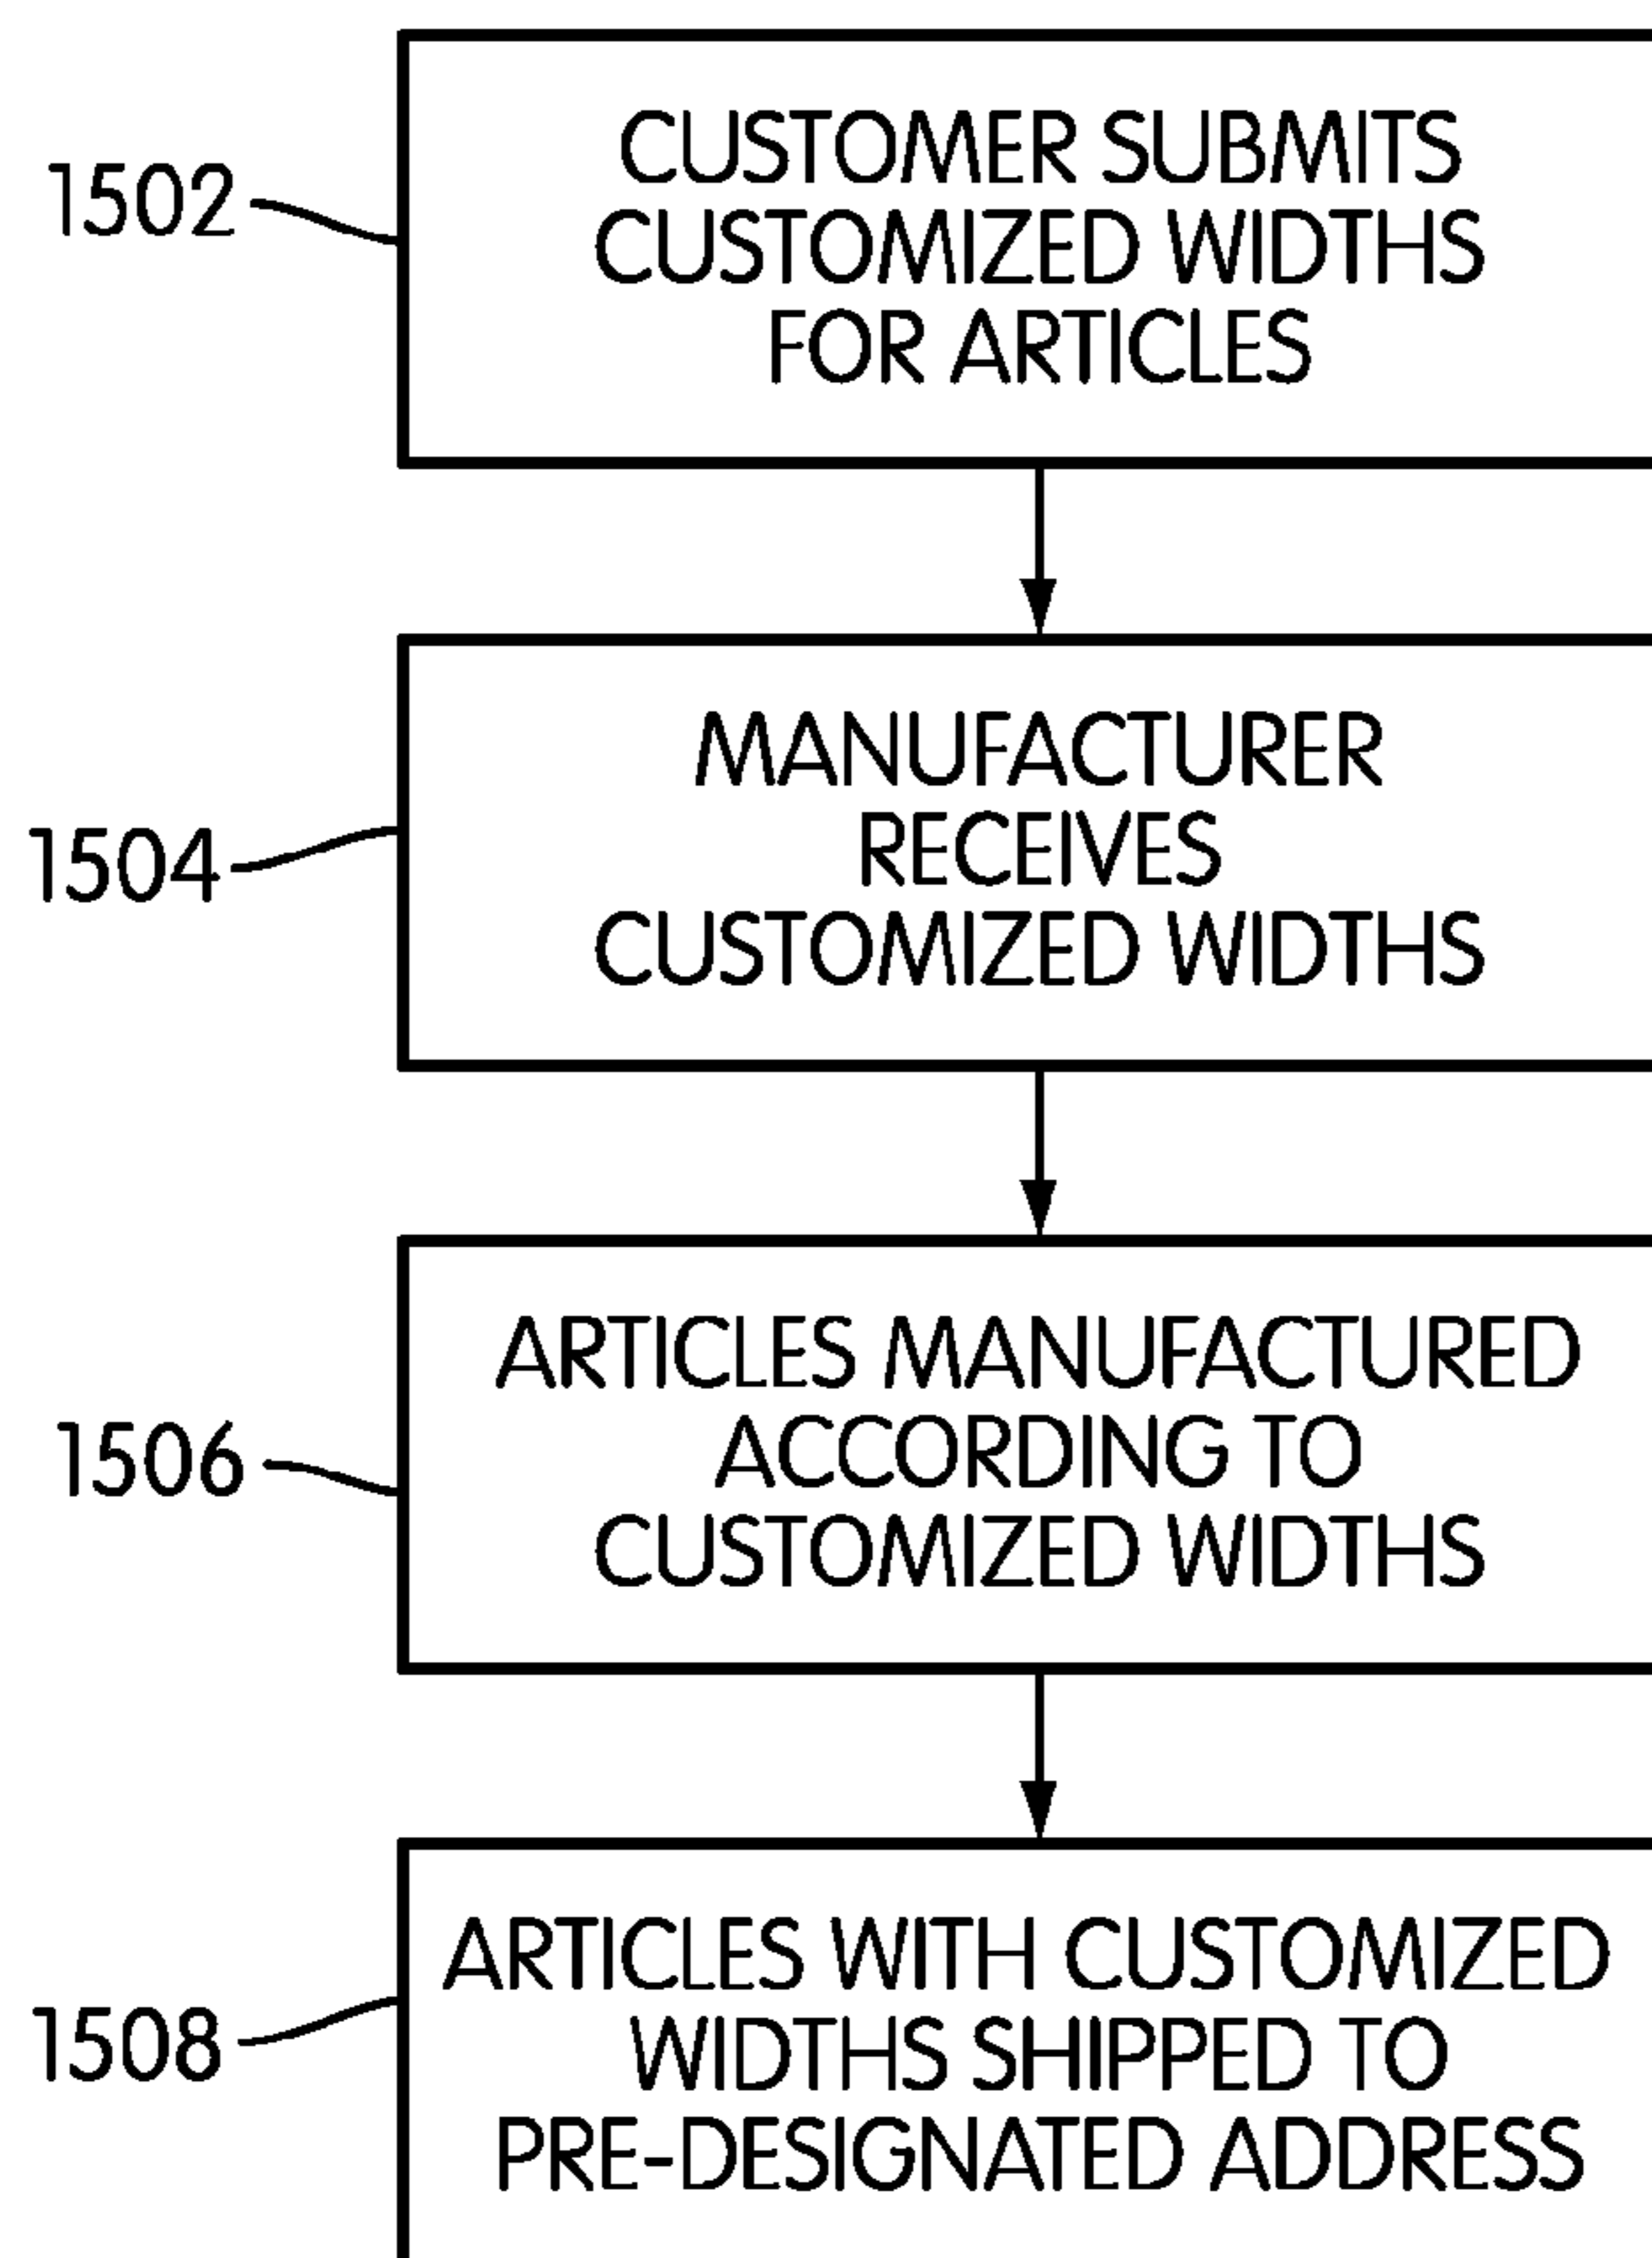 1502
CUSTOMER SUBMITS
CUSTOMIZED WIDTHS
FOR ARTICLES
1504
MANUFACTURER
RECEIVES
CUSTOMIZED WIDTHS
1506
ARTICLES MANUFACTURED
ACCORDING TO
CUSTOMIZED WIDTHS
1508
ARTICLES WITH CUSTOMIZED
WIDTHS SHIPPED TO
PRE-DESIGNATED ADDRESS